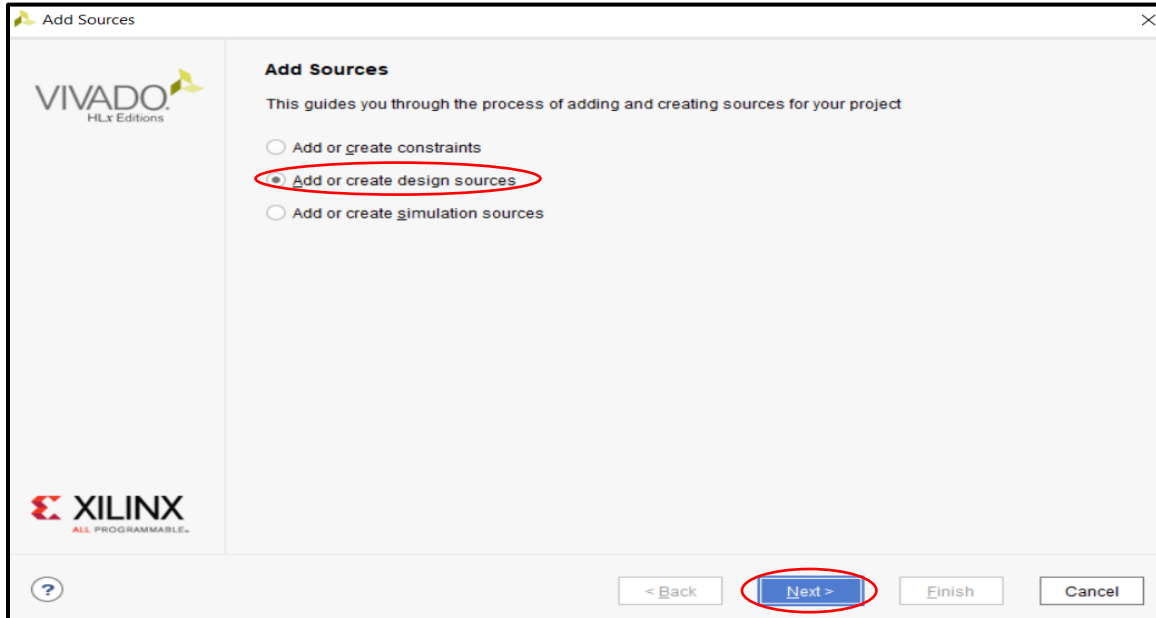 Add Sources
VIVADO
HLx Editions
Add Sources
This guides you through the process of adding and creating sources for your project
Add or create constraints
Add or create design sources
Add or create simulation sources
XILINX
ALL PROGRAMMABLE™
?
< Back
Next >
Finish
Cancel